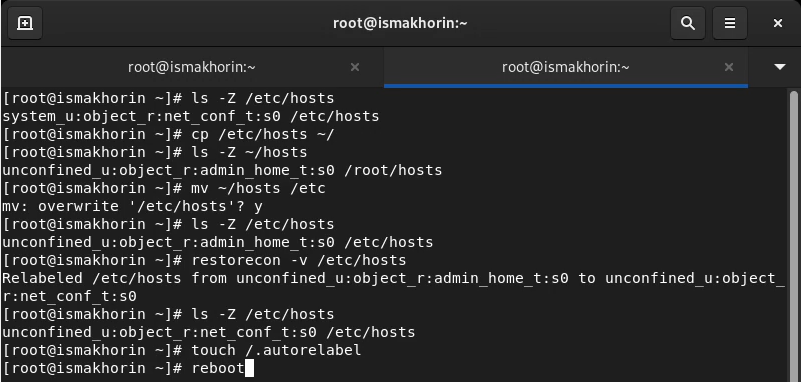 root@ismakhorin:~
root@ismakhorin:~
root@ismakhorin:~
[root@ismakhorin ~]# ls -Z /etc/hosts
system_u:object_r:net_conf_t:s0 /etc/hosts
[root@ismakhorin ~]# cp /etc/hosts ~/
[root@ismakhorin ~]# ls -Z ~/hosts
unconfined_u:object_r:admin_home_t:s0 /root/hosts
[root@ismakhorin ~]# mv ~/hosts /etc
mv: overwrite '/etc/hosts'? y
[root@ismakhorin ~]# ls -Z /etc/hosts
unconfined_u:object_r:admin_home_t:s0 /etc/hosts
[root@ismakhorin ~]# restorecon -v /etc/hosts
Relabeled /etc/hosts from unconfined_u:object_r:admin_home_t:s0 to unconfined_u:object_
r:net_conf_t:s0
[root@ismakhorin ~]# ls -Z /etc/hosts
unconfined_u:object_r:net_conf_t:s0 /etc/hosts
[root@ismakhorin ~]# touch /.autorelabel
[root@ismakhorin ~]# reboot